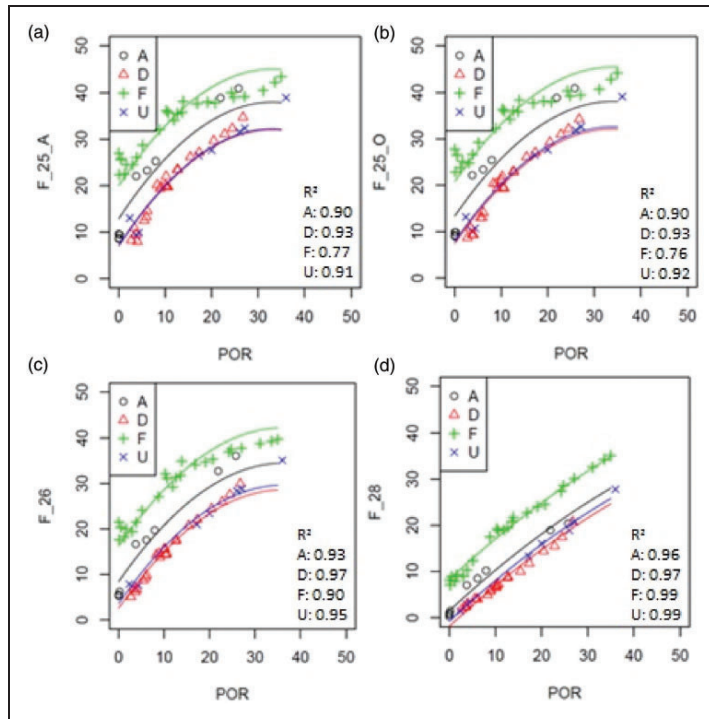 (a)
50
40
30
20
10
0
F_25_A
A
D
F
U
R²
A: 0.90
D: 0.93
F: 0.77
U: 0.91
0 10 20 30 40 50
POR
(b)
50
40
30
20
10
0
F_25_O
A
D
F
U
R²
A: 0.90
D: 0.93
F: 0.76
U: 0.92
0 10 20 30 40 50
POR
(c)
50
40
30
20
10
0
F_26
A
D
F
U
R²
A: 0.93
D: 0.97
F: 0.90
U: 0.95
0 10 20 30 40 50
POR
(d)
50
40
30
20
10
0
F_28
A
D
F
U
R²
A: 0.96
D: 0.97
F: 0.99
U: 0.99
0 10 20 30 40 50
POR